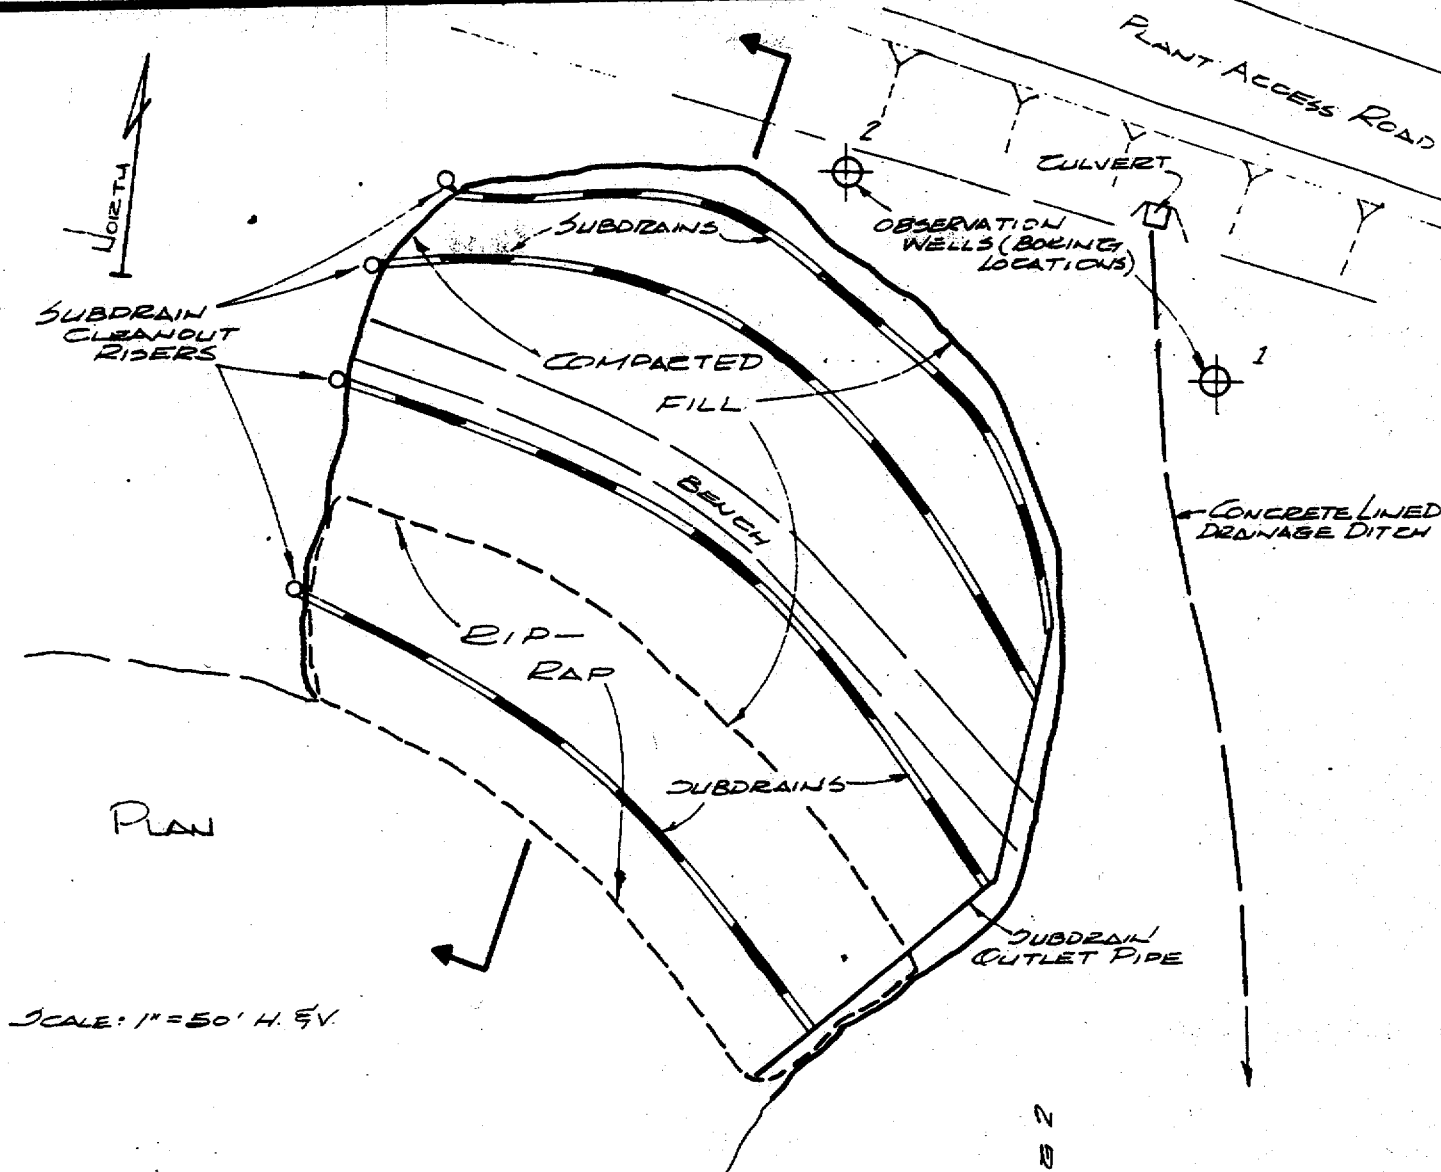 PLANT ACCESS ROAD
NORTH
2
CULVERT
OBSERVATION
WELLS (BORING
LOCATIONS)
SUBDRAINS
SUBDRAIN
CLEANOUT
RISERS
COMPACTED
FILL
1
BENCH
CONCRETE LINED
DRAINAGE DITCH
RIP-
RAP
SUBDRAINS
PLAN
SUBDRAIN
OUTLET PIPE
SCALE: 1" = 50' H. & V.